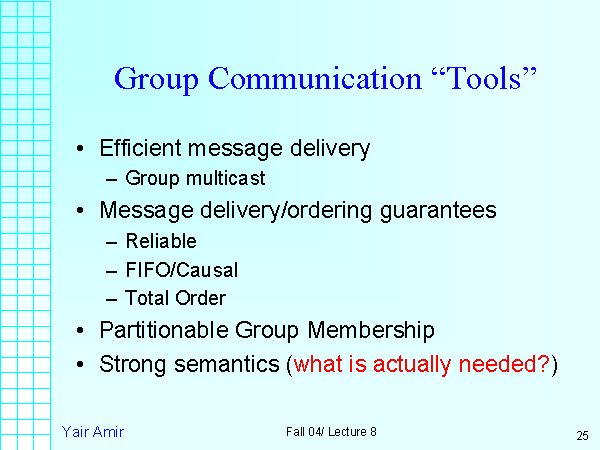 Group Communication “Tools”
• Efficient message delivery
– Group multicast
• Message delivery/ordering guarantees
– Reliable
– FIFO/Causal
– Total Order
• Partitionable Group Membership
• Strong semantics (what is actually needed?)
Yair Amir
Fall 04/ Lecture 8
25